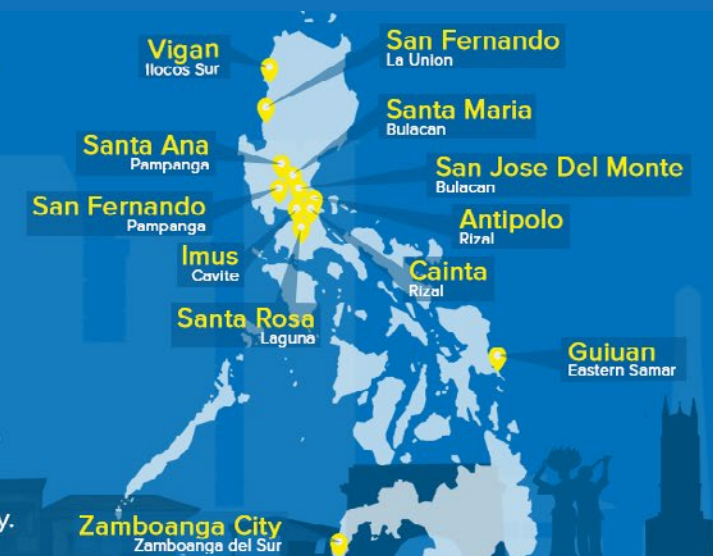 Vigan
Ilocos Sur
San Fernando
La Union
Santa Ana
Pampanga
Santa Maria
Bulacan
San Fernando
Pampanga
San Jose Del Monte
Bulacan
Antipolo
Rizal
Imus
Cavite
Cainta
Rizal
Santa Rosa
Laguna
Guiuan
Eastern Samar
y.
Zamboanga City
Zamboanga del Sur